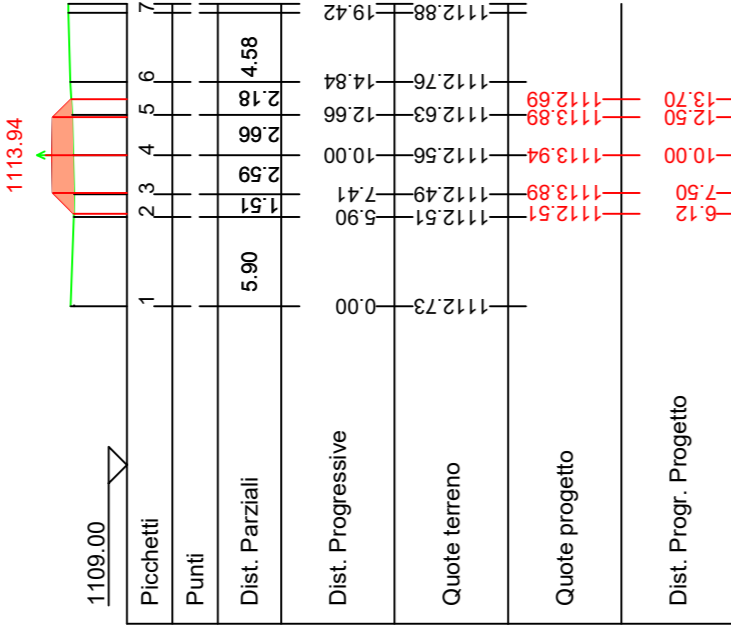 1113.94
1109.00
Picchetti 1 2 3 4 5 6 7
Punti
Dist. Parziali 5.90 1.51 2.59 2.66 2.18 4.58
Dist. Progressive 0.00 5.90 7.41 10.00 12.66 14.84 19.42
Quote terreno 1112.73 1112.51 1112.49 1112.56 1112.63 1112.76 1112.88
Quote progetto 1112.51 1113.89 1113.94 1113.89 1112.69
Dist. Progr. Progetto 6.12 7.50 10.00 12.50 13.70